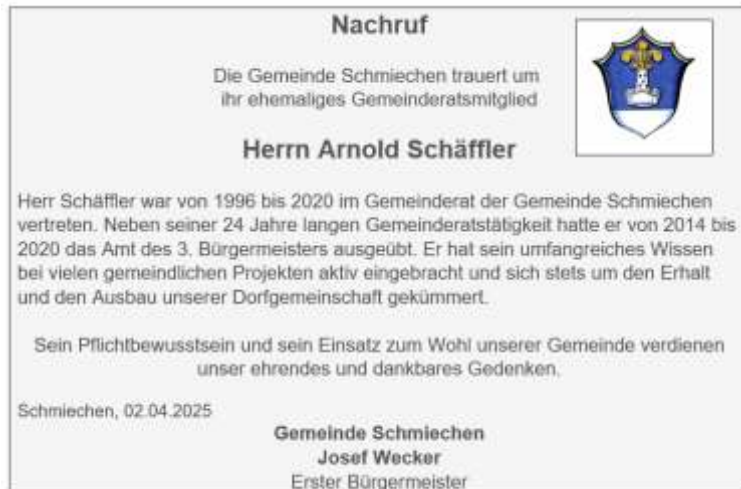 Nachruf
Die Gemeinde Schmiechen trauert um
ihr ehemaliges Gemeinderatsmitglied
Herrn Arnold Schäffler
Herr Schäffler war von 1996 bis 2020 im Gemeinderat der Gemeinde Schmiechen
vertreten. Neben seiner 24 Jahre langen Gemeinderatstätigkeit hatte er von 2014 bis
2020 das Amt des 3. Bürgermeisters ausgeübt. Er hat sein umfangreiches Wissen
bei vielen gemeindlichen Projekten aktiv eingebracht und sich stets um den Erhalt
und den Ausbau unserer Dorfgemeinschaft gekümmert.
Sein Pflichtbewusstsein und sein Einsatz zum Wohl unserer Gemeinde verdienen
unser ehrendes und dankbares Gedenken.
Schmiechen, 02.04.2025
Gemeinde Schmiechen
Josef Wecker
Erster Bürgermeister